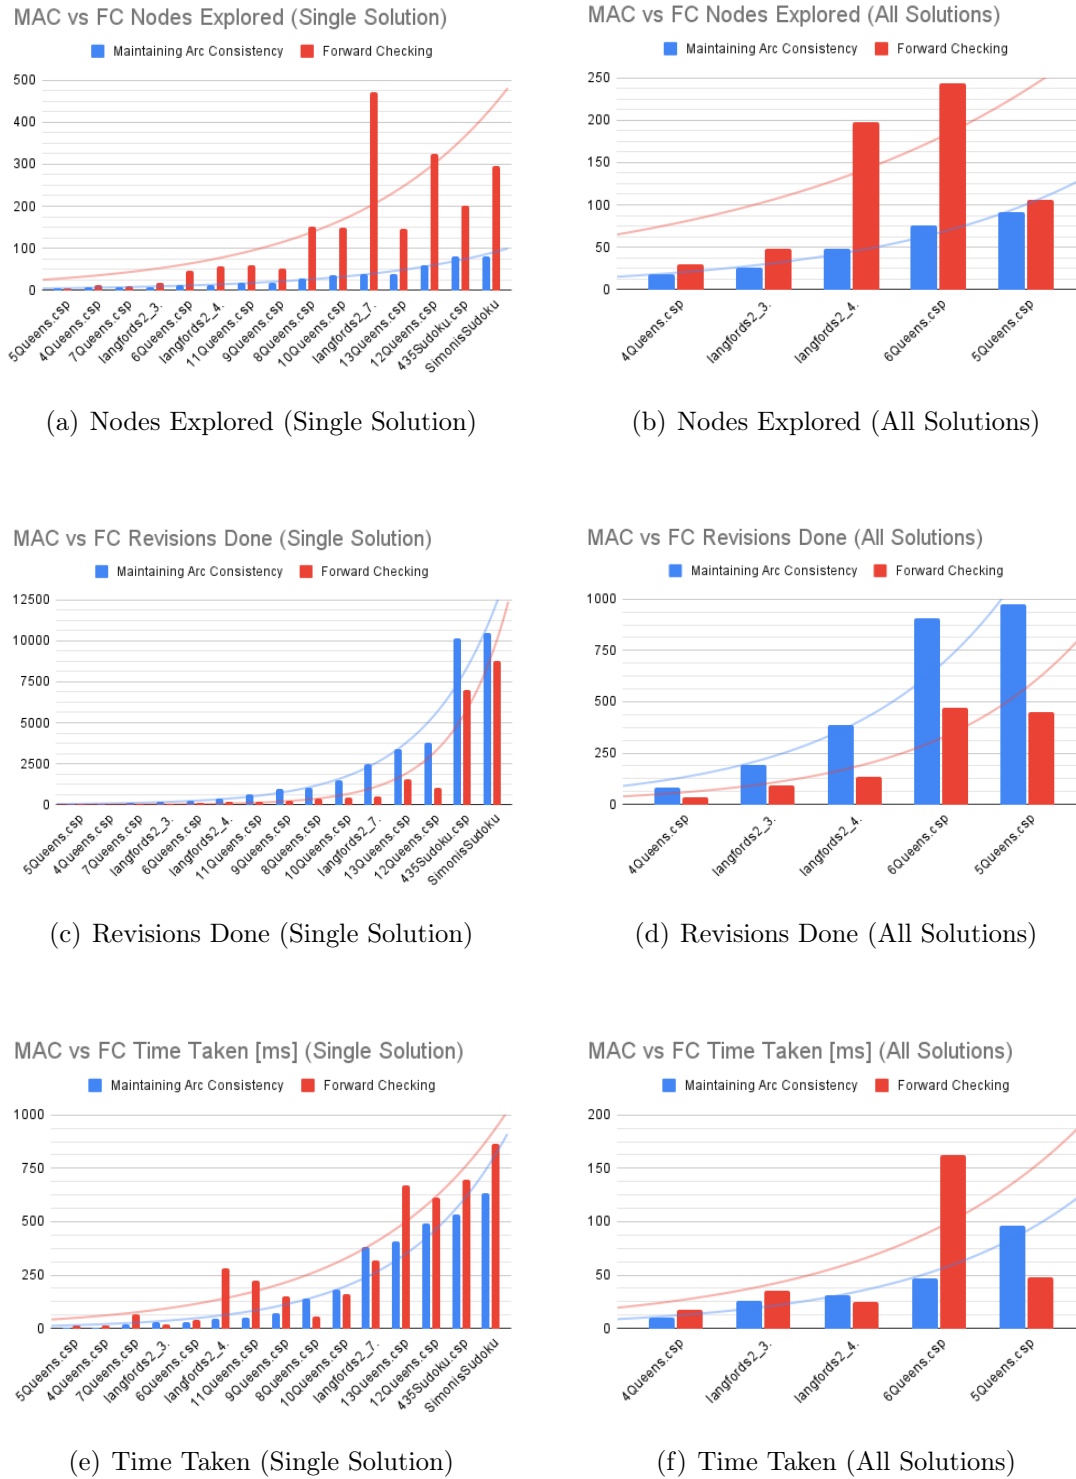 MAC vs FC Nodes Explored (Single Solution)
Maintaining Arc Consistency Forward Checking
500
400
300
200
100
0
5Queens.csp
4Queens.csp
7Queens.csp
langfords2_3.
6Queens.csp
langfords2_4.
11Queens.csp
9Queens.csp
8Queens.csp
10Queens.csp
langfords2_7.
13Queens.csp
12Queens.csp
435Sudoku.csp
SimonisSudoku
(a) Nodes Explored (Single Solution)
MAC vs FC Nodes Explored (All Solutions)
Maintaining Arc Consistency Forward Checking
250
200
150
100
50
0
4Queens.csp
langfords2_3.
langfords2_4.
6Queens.csp
5Queens.csp
(b) Nodes Explored (All Solutions)
MAC vs FC Revisions Done (Single Solution)
Maintaining Arc Consistency Forward Checking
12500
10000
7500
5000
2500
0
5Queens.csp
4Queens.csp
7Queens.csp
langfords2_3.
6Queens.csp
langfords2_4.
11Queens.csp
9Queens.csp
8Queens.csp
10Queens.csp
langfords2_7.
13Queens.csp
12Queens.csp
435Sudoku.csp
SimonisSudoku
(c) Revisions Done (Single Solution)
MAC vs FC Revisions Done (All Solutions)
Maintaining Arc Consistency Forward Checking
1000
750
500
250
0
4Queens.csp
langfords2_3.
langfords2_4.
6Queens.csp
5Queens.csp
(d) Revisions Done (All Solutions)
MAC vs FC Time Taken [ms] (Single Solution)
Maintaining Arc Consistency Forward Checking
1000
750
500
250
0
5Queens.csp
4Queens.csp
7Queens.csp
langfords2_3.
6Queens.csp
langfords2_4.
11Queens.csp
9Queens.csp
8Queens.csp
10Queens.csp
langfords2_7.
13Queens.csp
12Queens.csp
435Sudoku.csp
SimonisSudoku
(e) Time Taken (Single Solution)
MAC vs FC Time Taken [ms] (All Solutions)
Maintaining Arc Consistency Forward Checking
200
150
100
50
0
4Queens.csp
langfords2_3.
langfords2_4.
6Queens.csp
5Queens.csp
(f) Time Taken (All Solutions)